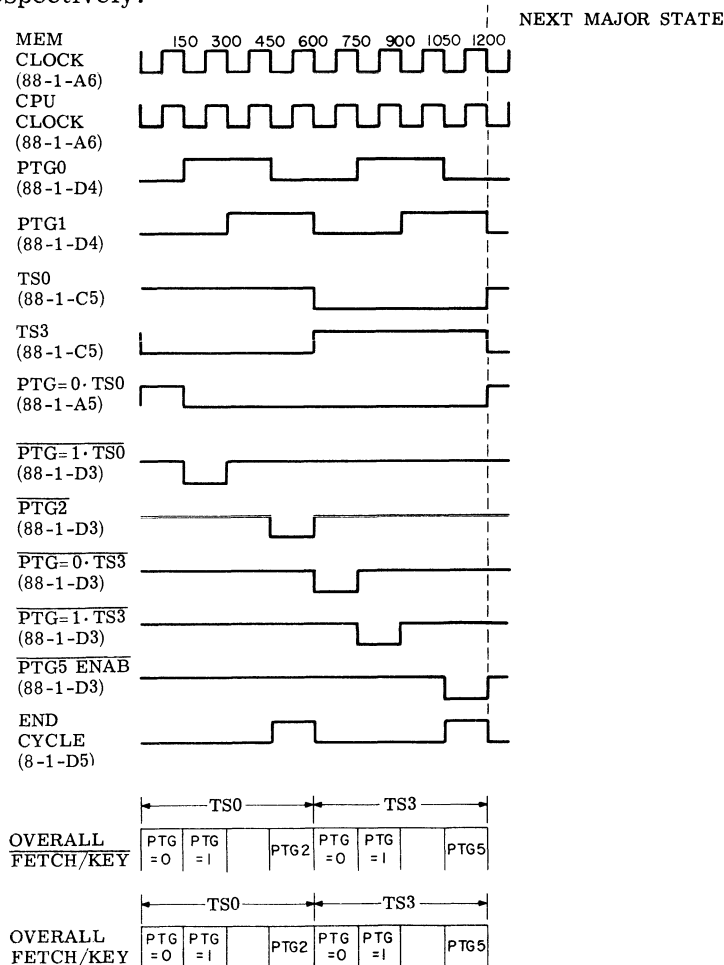 espectively.
NEXT MAJOR STATE
150 300 450 600 750 900 1050 1200
MEM
CLOCK
(88-1-A6)
CPU
CLOCK
(88-1-A6)
PTG0
(88-1-D4)
PTG1
(88-1-D4)
TS0
(88-1-C5)
TS3
(88-1-C5)
PTG=0·TS0
(88-1-A5)
PTG=1·TS0
(88-1-D3)
PTG2
(88-1-D3)
PTG=0·TS3
(88-1-D3)
PTG=1·TS3
(88-1-D3)
PTG5 ENAB
(88-1-D3)
END
CYCLE
(8-1-D5)
TS0 TS3
OVERALL
FETCH/KEY
PTG =0 PTG =1 PTG2 PTG =0 PTG =1 PTG5
TS0 TS3
OVERALL
FETCH/KEY
PTG =0 PTG =1 PTG2 PTG =0 PTG =1 PTG5